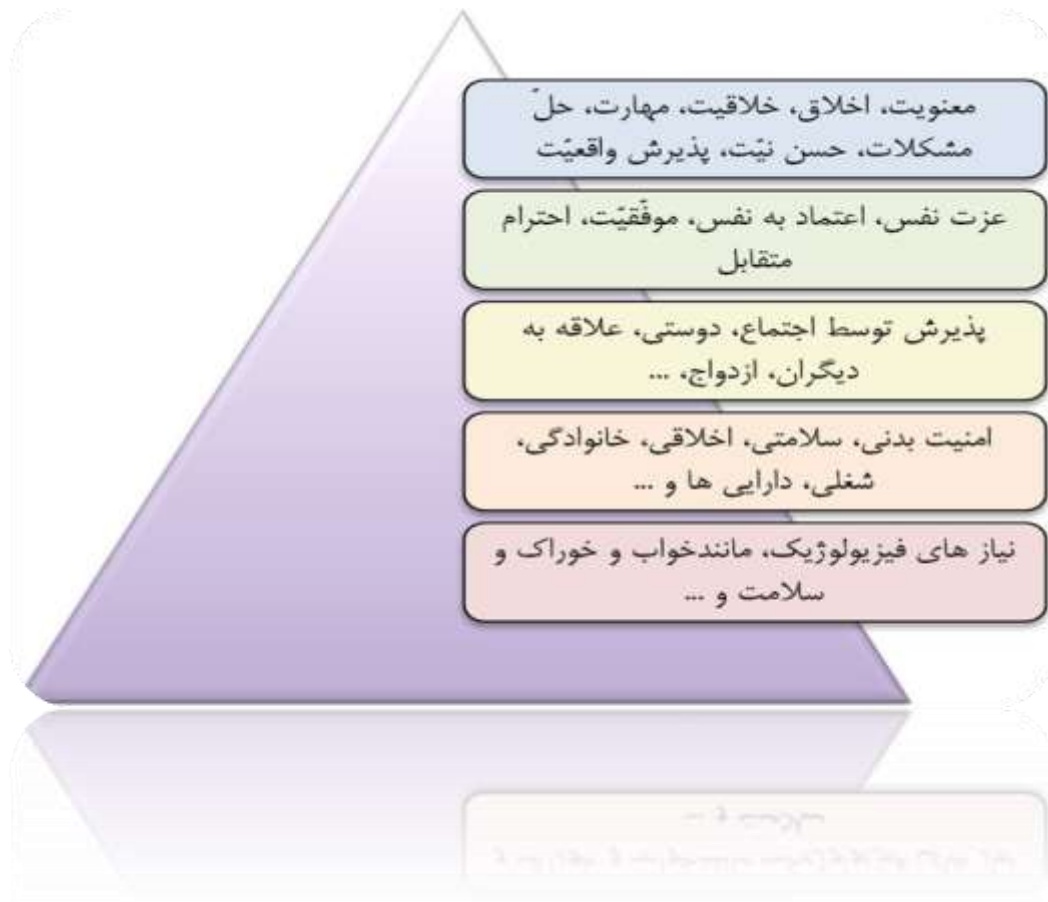 معنویت، اخلاق، خلاقیت، مهارت، حلّ
مشکلات، حسن نیّت، پذیرش واقعیّت
عزت نفس، اعتماد به نفس، موفّقیّت، احترام
متقابل
پذیرش توسط اجتماع، دوستی، علاقه به
دیگران، ازدواج، ...
امنیت بدنی، سلامتی، اخلاقی، خانوادگی،
شغلی، دارایی ها و ...
نیاز های فیزیولوژیک، مانندخواب و خوراک و
سلامت و ...